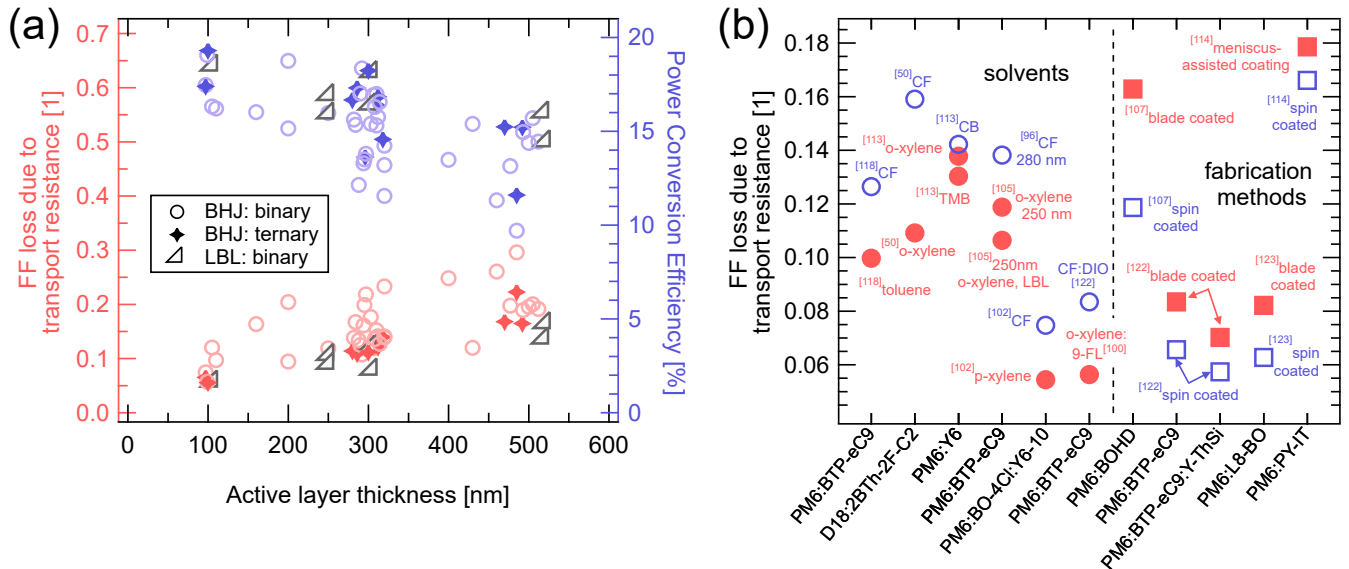 (a)
0.7
0.6
0.5
0.4
0.3
0.2
0.1
0.0
FF loss due to
transport resistance [1]
20
15
10
5
0
Power Conversion Efficiency [%]
BHJ: binary
BHJ: ternary
LBL: binary
0 100 200 300 400 500 600
Active layer thickness [nm]
(b)
0.18
0.16
0.14
0.12
0.10
0.08
0.06
FF loss due to
transport resistance [1]
solvents
fabrication
methods
[50]CF
[113]CB
[113]o-xylene
[118]CF
[113]TMB
[96]CF
280 nm
[105]o-xylene
250 nm
[50]o-xylene
[118]toluene
[105]250nm
o-xylene, LBL
CF:DIO
[122]
[102]CF
o-xylene:
9-FL[100]
[102]p-xylene
[114]meniscus-
assisted coating
[107]blade coated
[114]spin
coated
[107]spin
coated
[122]blade coated
[123]blade
coated
[123]spin
coated
[122]spin coated
PM6:BTP-eC9
D18:2BTh-2F-C2
PM6:Y6
PM6:BTP-eC9
PM6:BO-4Cl:Y6-10
PM6:BTP-eC9
PM6:BOHD
PM6:BTP-eC9
PM6:BTP-eC9:Y-ThSi
PM6:L8-BO
PM6:PY-IT